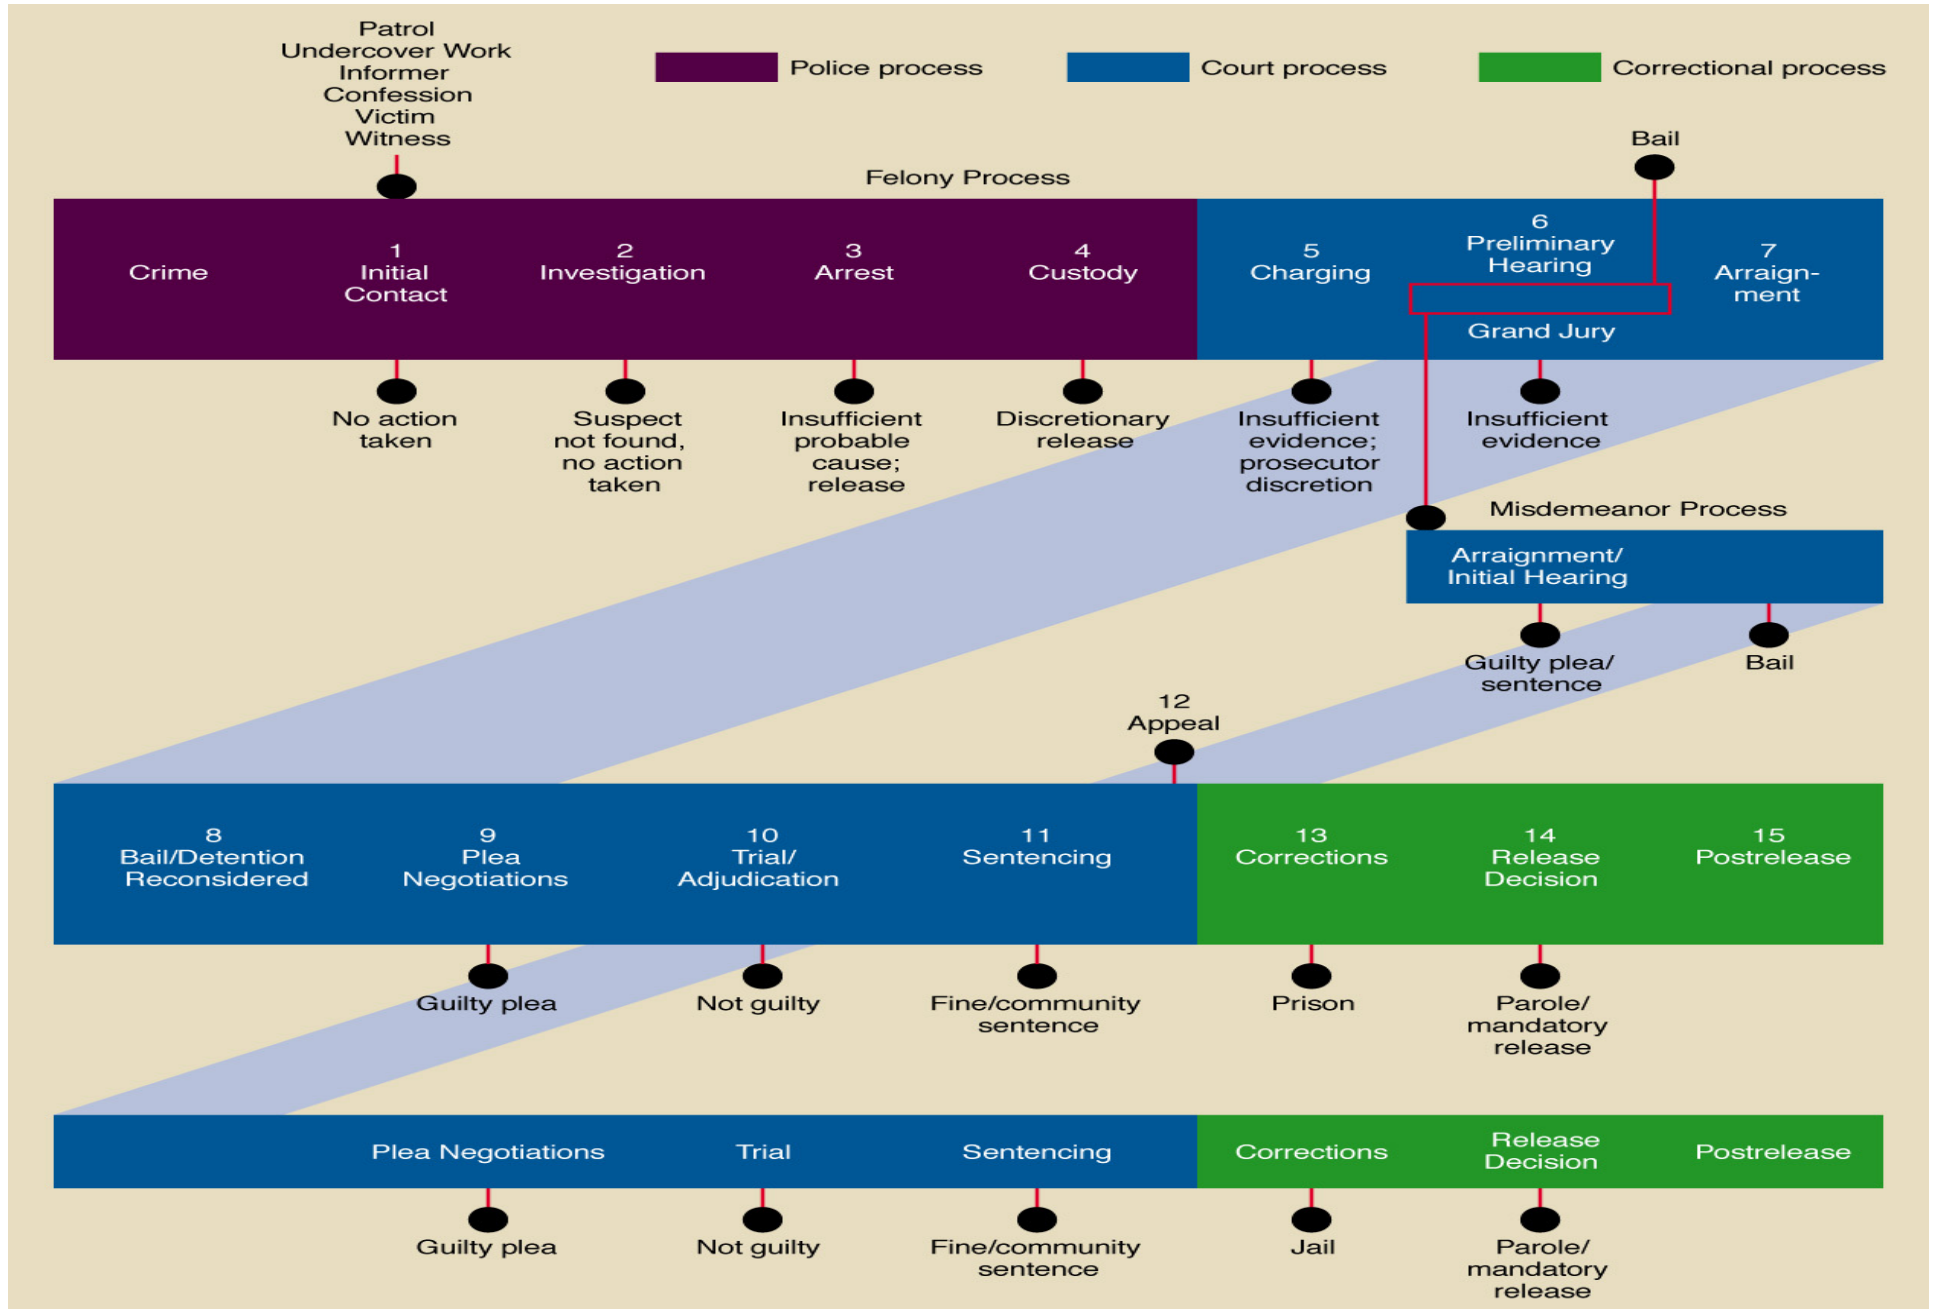 Patrol
Undercover Work
Informer
Confession
Victim
Witness
Police process
Court process
Correctional process
Bail
Felony Process
Crime
1
Initial
Contact
2
Investigation
3
Arrest
4
Custody
5
Charging
6
Preliminary
Hearing
Grand Jury
7
Arraign-
ment
No action
taken
Suspect
not found,
no action
taken
Insufficient
probable
cause;
release
Discretionary
release
Insufficient
evidence;
prosecutor
discretion
Insufficient
evidence
Misdemeanor Process
Arraignment/
Initial Hearing
Guilty plea/
sentence
Bail
12
Appeal
8
Bail/Detention
Reconsidered
9
Plea
Negotiations
10
Trial/
Adjudication
11
Sentencing
13
Corrections
14
Release
Decision
15
Postrelease
Guilty plea
Not guilty
Fine/community
sentence
Prison
Parole/
mandatory
release
Plea Negotiations
Trial
Sentencing
Corrections
Release
Decision
Postrelease
Guilty plea
Not guilty
Fine/community
sentence
Jail
Parole/
mandatory
release